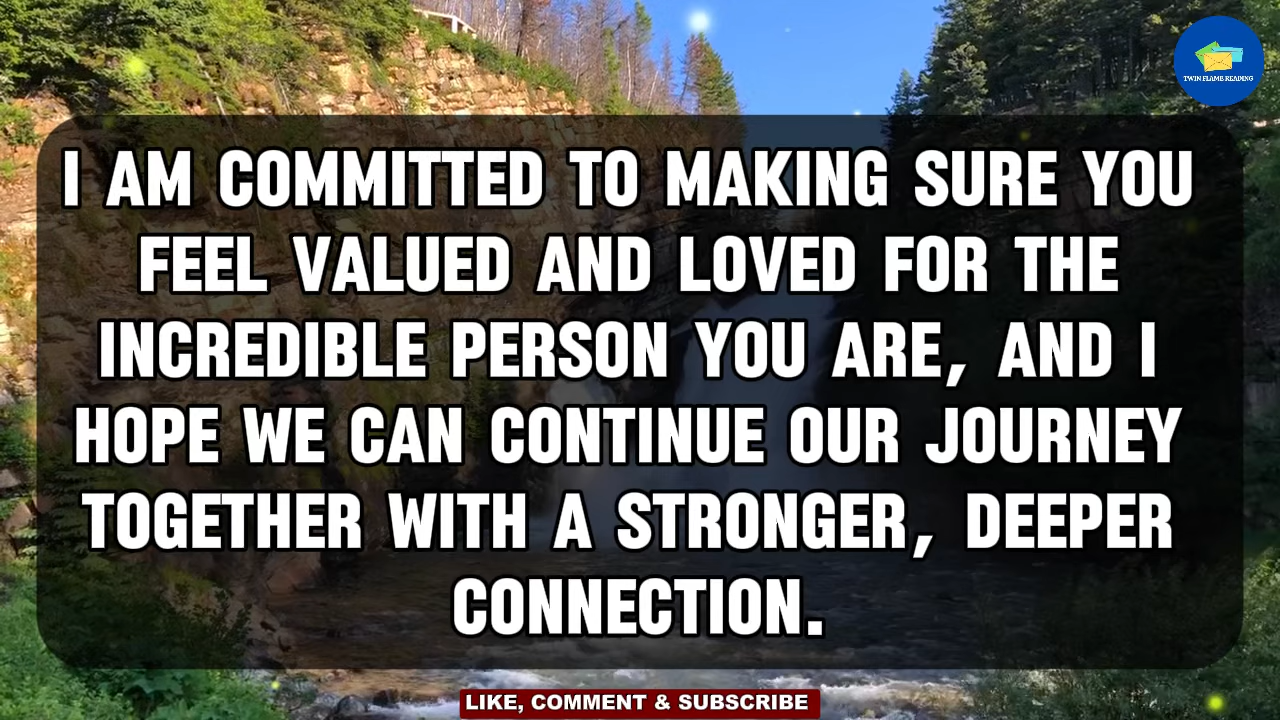 TWIN FLAME READING
I AM COMMITTED TO MAKING SURE YOU
FEEL VALUED AND LOVED FOR THE
INCREDIBLE PERSON YOU ARE, AND I
HOPE WE CAN CONTINUE OUR JOURNEY
TOGETHER WITH A STRONGER, DEEPER
CONNECTION.
LIKE, COMMENT & SUBSCRIBE